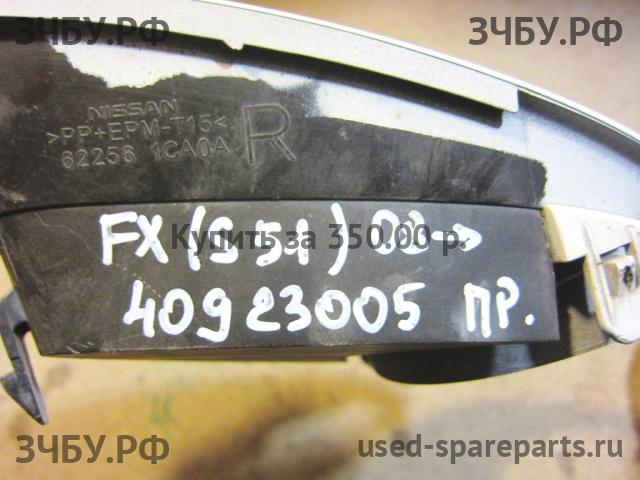 ЗЧБУ.РФ ЗЧБУ.РФ
NISSAN
>PP+EPM-T15< R
62256 1CA0A
FX (S51) 08→
Купить за 350.00 р.
40923005 ПР.
ЗЧБУ.РФ used-spareparts.ru